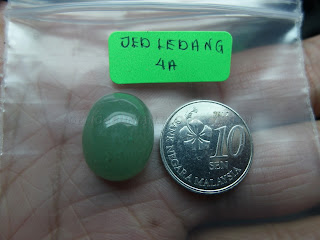 JED LEDANG
4A
10
SEN
BANK NEGARA MALAYSIA